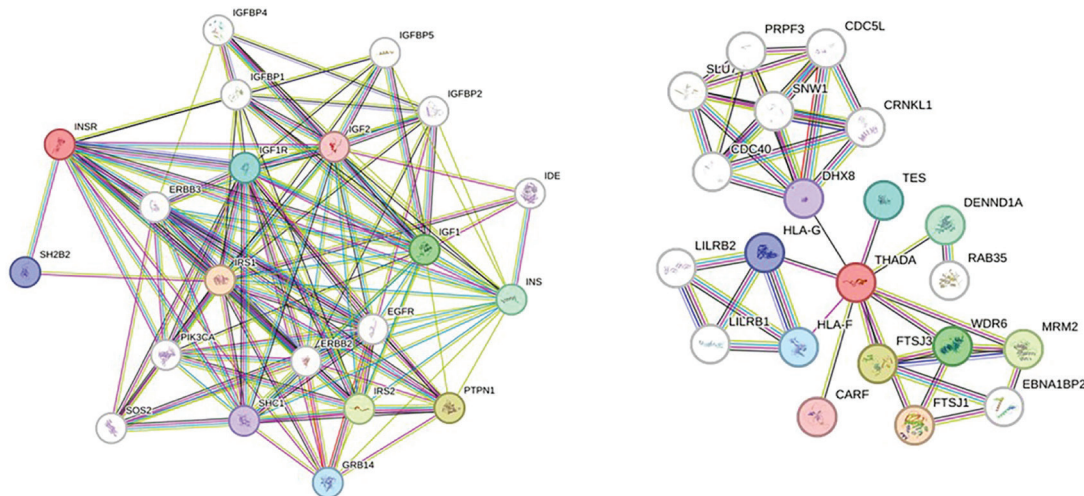 IGFBP4
IGFBP5
IGFBP1
IGFBP2
INSR
IGF2
IGF1R
IDE
ERBB3
IGF1
SH2B2
IRS1
INS
EGFR
PIK3CA
ERBB2
IRS2
PTPN1
SOS2
SHC1
GRB14
PRPF3
CDC5L
SLU7
SNW1
CRNKL1
CDC40
DHX8
TES
DENND1A
HLA-G
LILRB2
THADA
RAB35
LILRB1
HLA-F
WDR6
MRM2
FTSJ3
EBNA1BP2
CARF
FTSJ1